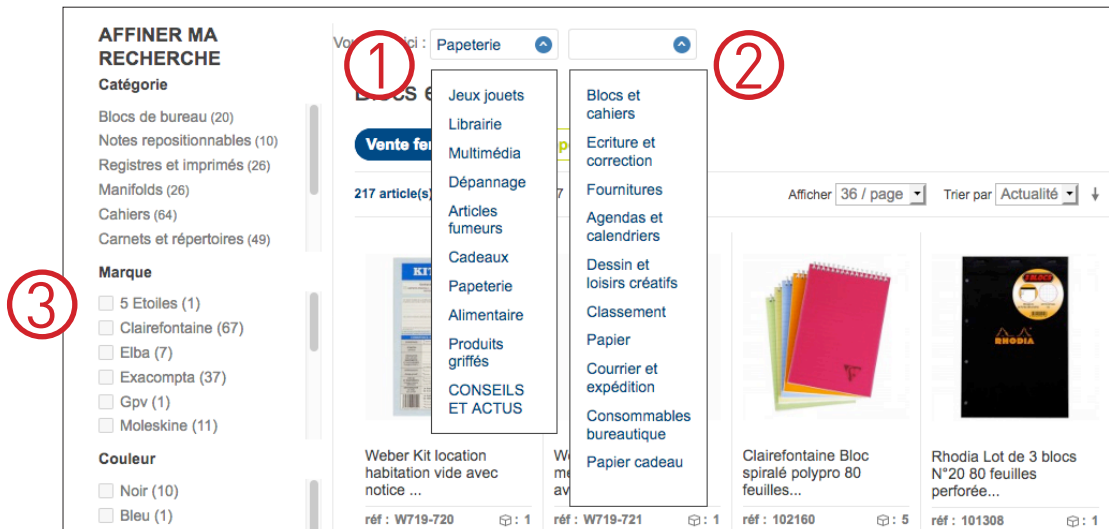 AFFINER MA
RECHERCHE
Catégorie
Blocs de bureau (20)
Notes repositionnables (10)
Registres et imprimés (26)
Manifolds (26)
Cahiers (64)
Carnets et répertoires (49)
Marque
5 Etoiles (1)
Clairefontaine (67)
Elba (7)
Exacompta (37)
Gpv (1)
Moleskine (11)
Couleur
Noir (10)
Bleu (1)
1
2
3
ici : Papeterie
Jeux jouets
Librairie
Multimédia
Dépannage
Articles
fumeurs
Cadeaux
Papeterie
Alimentaire
Produits
griffés
CONSEILS
ET ACTUS
Blocs et
cahiers
Ecriture et
correction
Fournitures
Agendas et
calendriers
Dessin et
loisirs créatifs
Classement
Papier
Courrier et
expédition
Consommables
bureautique
Papier cadeau
Vente
217 article(s)
Afficher 36 / page Trier par Actualité
Weber Kit location
habitation vide avec
notice ...
réf : W719-720 : 1
réf : W719-721 : 1
Clairefontaine Bloc
spiralé polypro 80
feuilles...
réf : 102160 : 5
RHODIA
Rhodia Lot de 3 blocs
N°20 80 feuilles
perforée...
réf : 101308 : 1